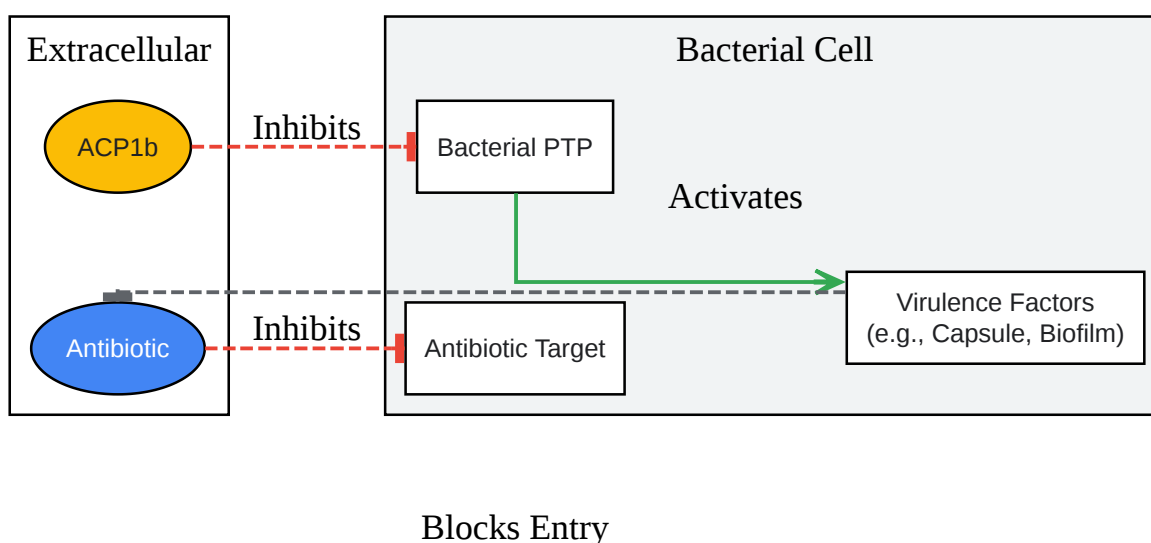 Extracellular
Bacterial Cell
ACP1b
Inhibits
Bacterial PTP
Activates
Virulence Factors
(e.g., Capsule, Biofilm)
Antibiotic
Inhibits
Antibiotic Target
Blocks Entry